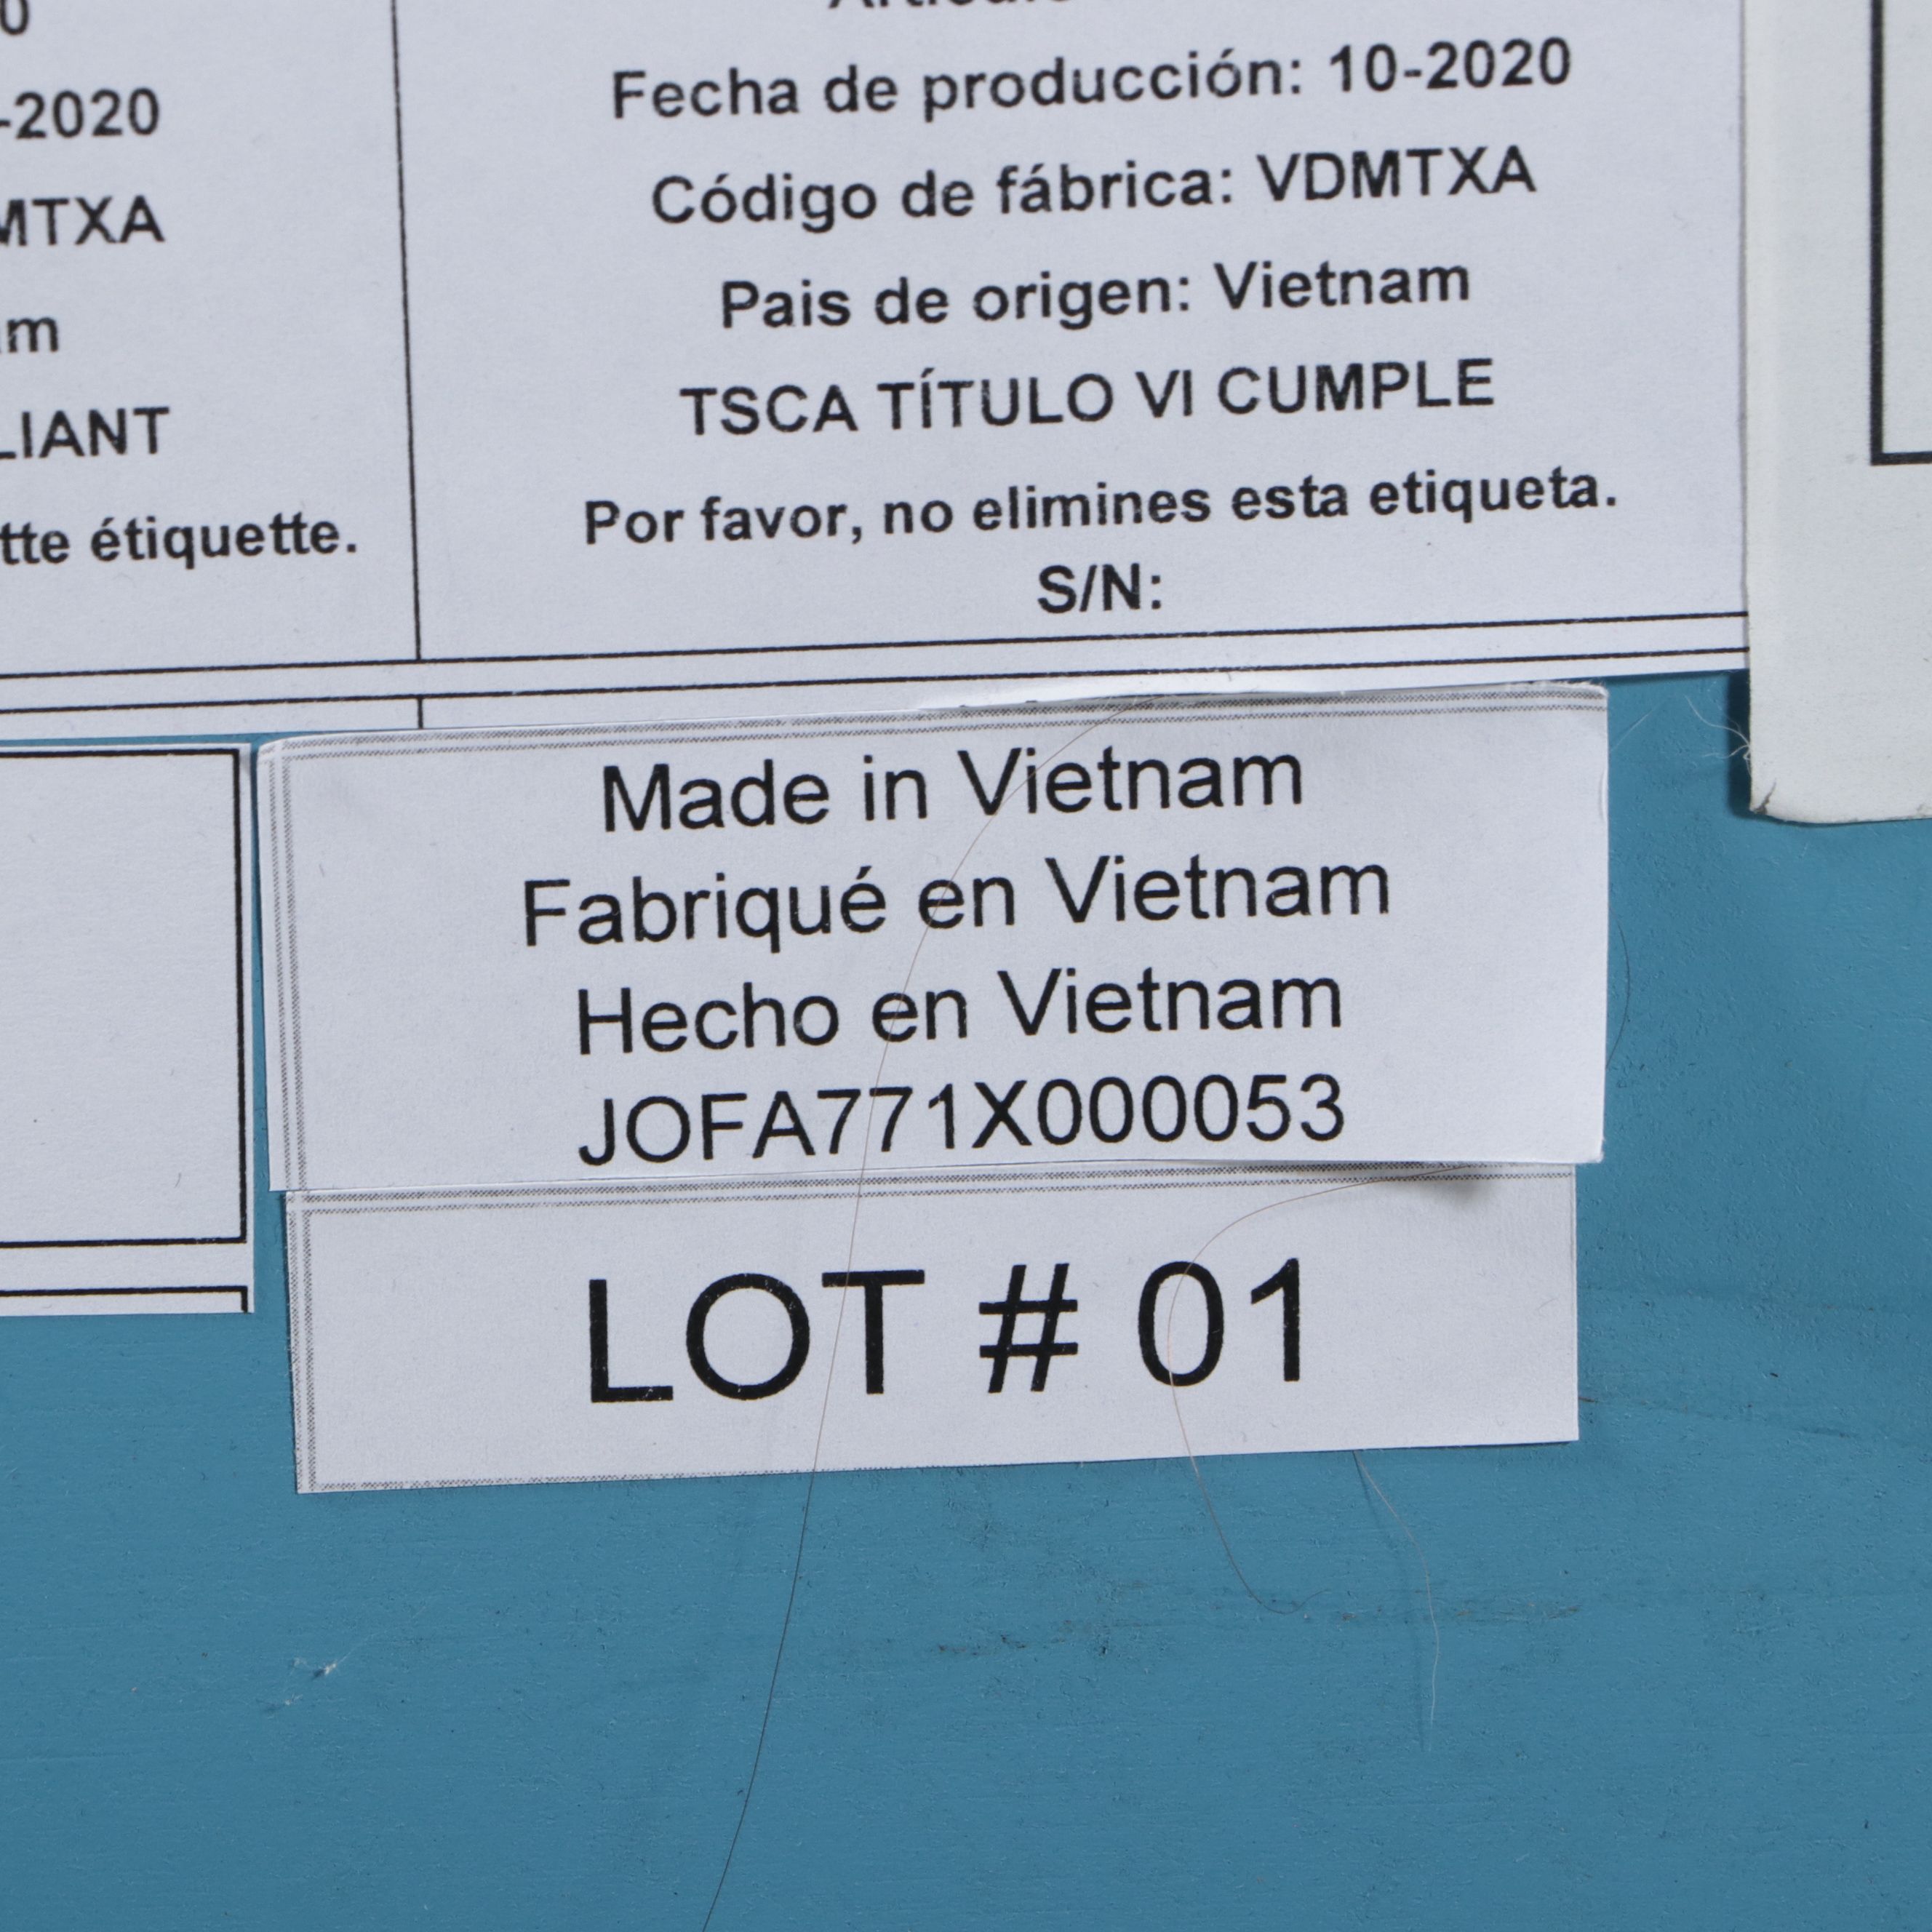 0
-2020
MTXA
am
LIANT
tte étiquette.
Fecha de producción: 10-2020
Código de fábrica: VDMTXA
Pais de origen: Vietnam
TSCA TÍTULO VI CUMPLE
Por favor, no elimines esta etiqueta.
S/N:
Made in Vietnam
Fabriqué en Vietnam
Hecho en Vietnam
JOFA771X000053
LOT # 01